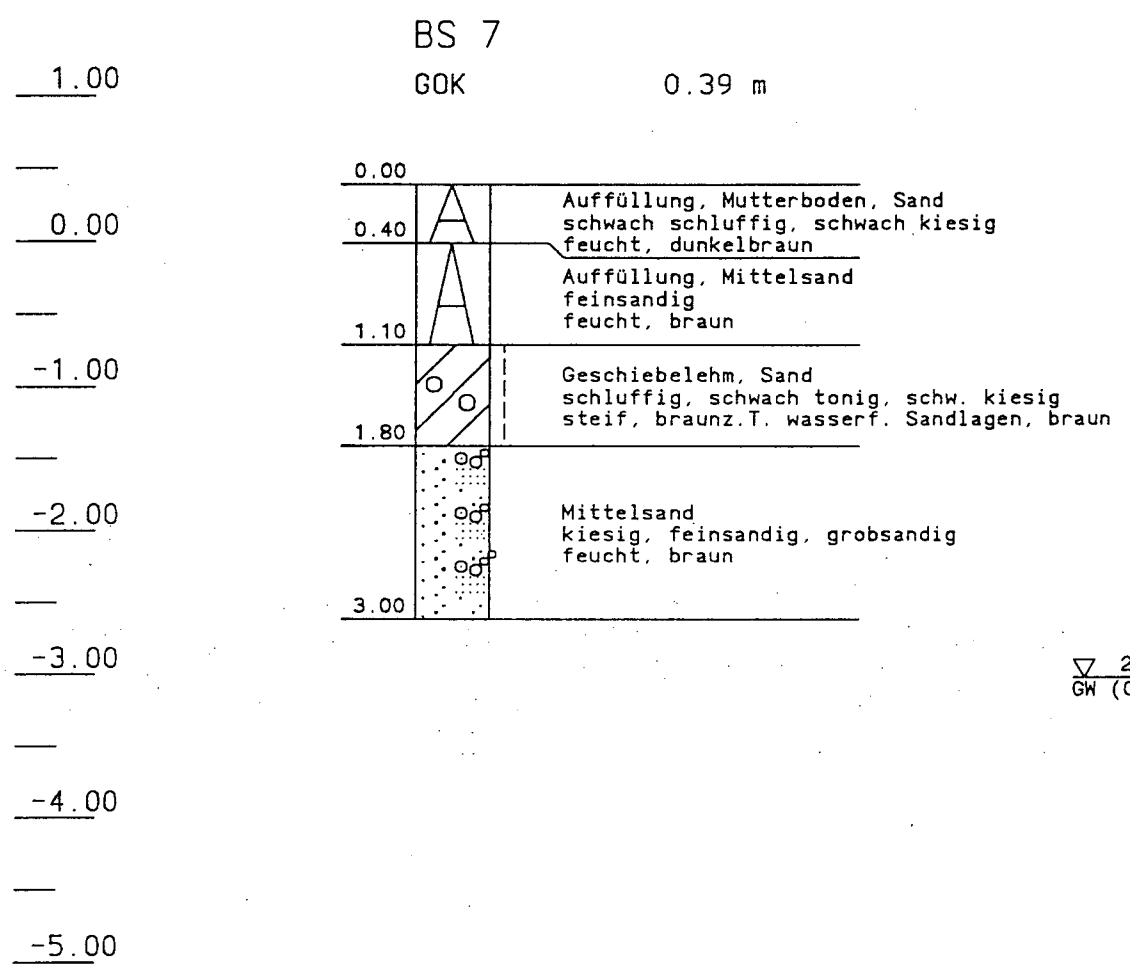 BS 7
GOK 0.39 m
1.00
0.00
-1.00
-2.00
-3.00
-4.00
-5.00
0.00
Auffüllung, Mutterboden, Sand
schwach schluffig, schwach kiesig
feucht, dunkelbraun
0.40
Auffüllung, Mittelsand
feinsandig
feucht, braun
1.10
Geschiebelehm, Sand
schluffig, schwach tonig, schw. kiesig
steif, braunz.T. wasserf. Sandlagen, braun
1.80
Mittelsand
kiesig, feinsandig, grobsandig
feucht, braun
3.00
2
GW (